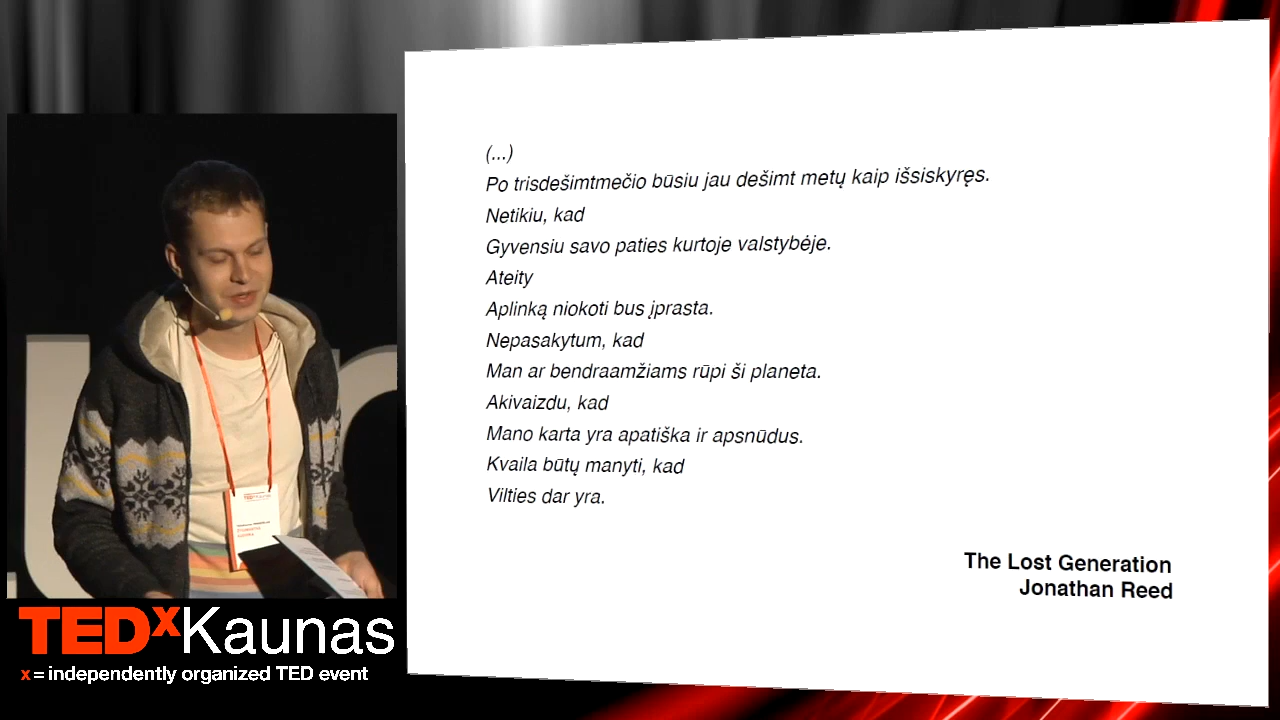 (...)
Po trisdešimtmečio būsiu jau dešimt metų kaip išsiskyręs.
Netikiu, kad
Gyvensiu savo paties kurtoje valstybėje.
Ateity
Aplinką niokoti bus įprasta.
Nepasakytum, kad
Man ar bendraamžiams rūpi ši planeta.
Akivaizdu, kad
Mano karta yra apatiška ir apsnūdus.
Kvaila būtų manyti, kad
Vilties dar yra.
The Lost Generation
Jonathan Reed
TEDxKaunas
x = independently organized TED event